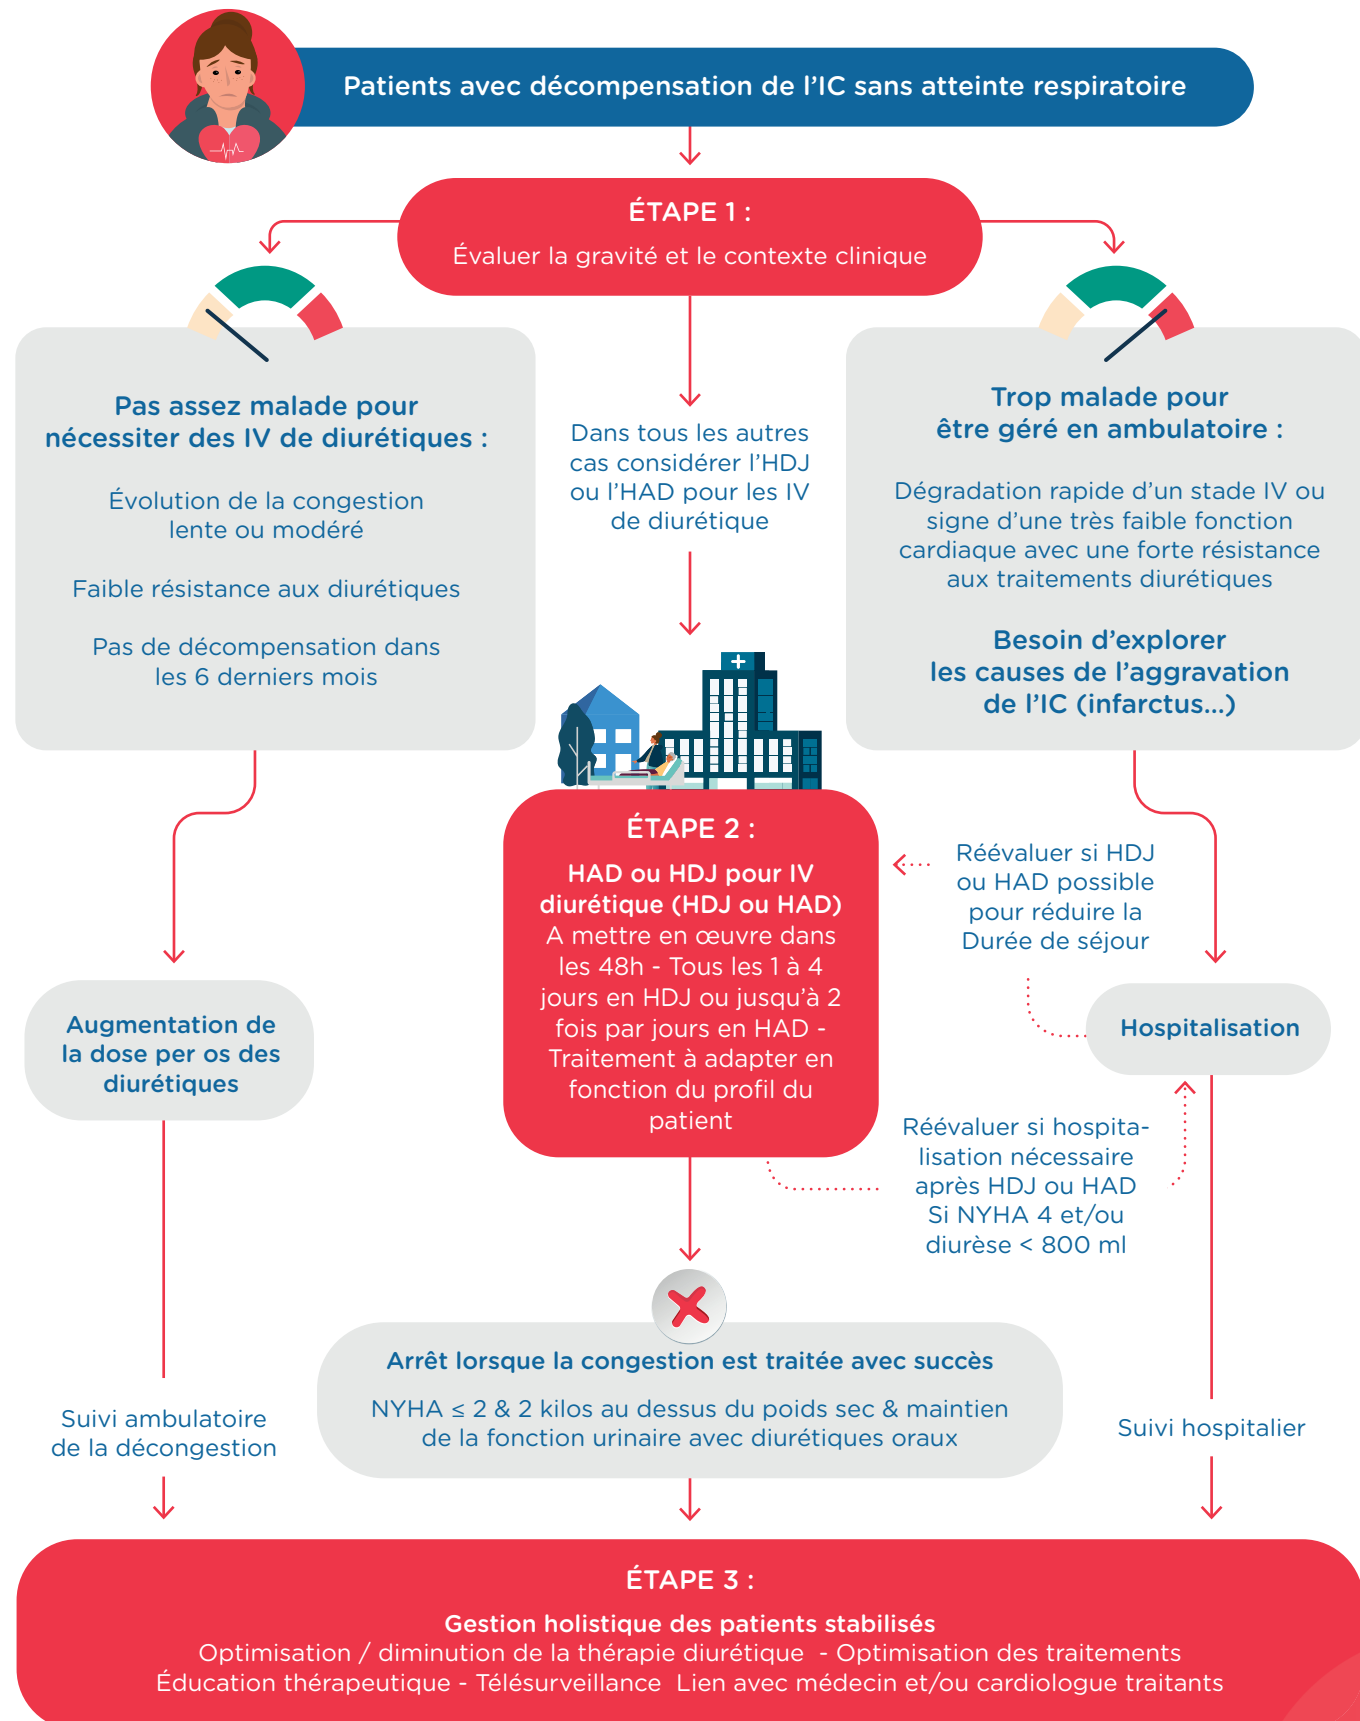 Patients avec décompensation de l’IC sans atteinte respiratoire
ÉTAPE 1 :
Évaluer la gravité et le contexte clinique
Pas assez malade pour
nécessiter des IV de diurétiques :
Évolution de la congestion
lente ou modéré
Faible résistance aux diurétiques
Pas de décompensation dans
les 6 derniers mois
Dans tous les autres
cas considérer l’HDJ
ou l’HAD pour les IV
de diurétique
Trop malade pour
être géré en ambulatoire :
Dégradation rapide d’un stade IV ou
signe d’une très faible fonction
cardiaque avec une forte résistance
aux traitements diurétiques
Besoin d’explorer
les causes de l’aggravation
de l’IC (infarctus...)
ÉTAPE 2 :
HAD ou HDJ pour IV
diurétique (HDJ ou HAD)
A mettre en œuvre dans
les 48h - Tous les 1 à 4
jours en HDJ ou jusqu’à 2
fois par jours en HAD -
Traitement à adapter en
fonction du profil du
patient
Réévaluer si HDJ
ou HAD possible
pour réduire la
Durée de séjour
Augmentation de
la dose per os des
diurétiques
Hospitalisation
Réévaluer si hospita-
lisation nécessaire
après HDJ ou HAD
Si NYHA 4 et/ou
diurèse < 800 ml
Arrêt lorsque la congestion est traitée avec succès
NYHA ≤ 2 & 2 kilos au dessus du poids sec & maintien
de la fonction urinaire avec diurétiques oraux
Suivi ambulatoire
de la décongestion
Suivi hospitalier
ÉTAPE 3 :
Gestion holistique des patients stabilisés
Optimisation / diminution de la thérapie diurétique - Optimisation des traitements
Éducation thérapeutique - Télésurveillance Lien avec médecin et/ou cardiologue traitants